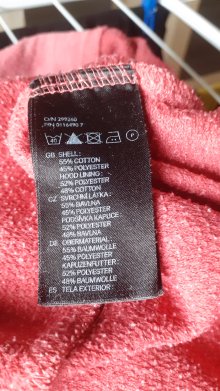 GB SHELL:
55% COTTON
45% POLYESTER
HOOD LINING:
52% POLYESTER
48% COTTON
CZ SVRCHNÍ LÁTKA:
55% BAVLNA
45% POLYESTER
PODŠÍVKA KAPUCE:
52% POLYESTER
48% BAVLNA
DE OBERMATERIAL:
55% BAUMWOLLE
45% POLYESTER
KAPUZENFUTTER:
52% POLYESTER
48% BAUMWOLLE
ES TELA EXTERIOR: